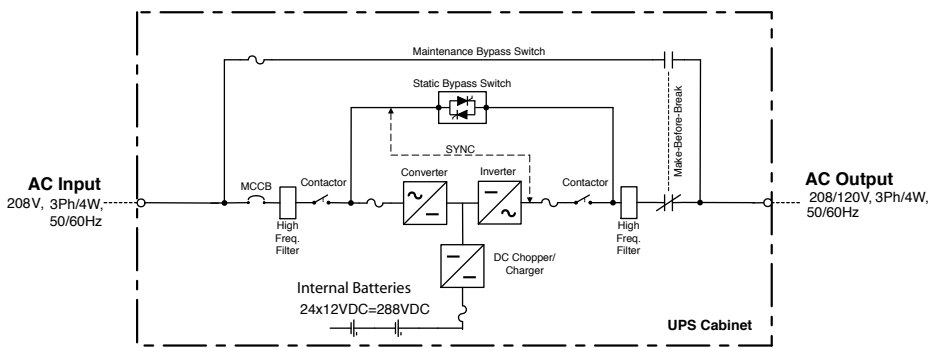 Maintenance Bypass Switch
Static Bypass Switch
Make-Before-Break
SYNC
AC Input
208V, 3Ph/4W,
50/60Hz
MCCB
Contactor
Converter
Inverter
Contactor
AC Output
208/120V, 3Ph/4W,
50/60Hz
High
Freq.
Filter
High
Freq.
Filter
DC Chopper/
Charger
Internal Batteries
24x12VDC=288VDC
UPS Cabinet